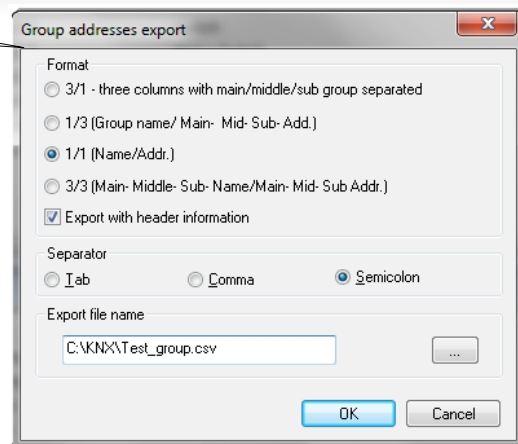 Group addresses export
Format
3/1 - three columns with main/middle/sub group separated
1/3 (Group name/ Main- Mid- Sub- Add.)
1/1 (Name/Addr.)
3/3 (Main- Middle- Sub- Name/Main- Mid- Sub Addr.)
Export with header information
Separator
Tab Comma Semicolon
Export file name
C:\KNX\Test_group.csv ...
OK Cancel